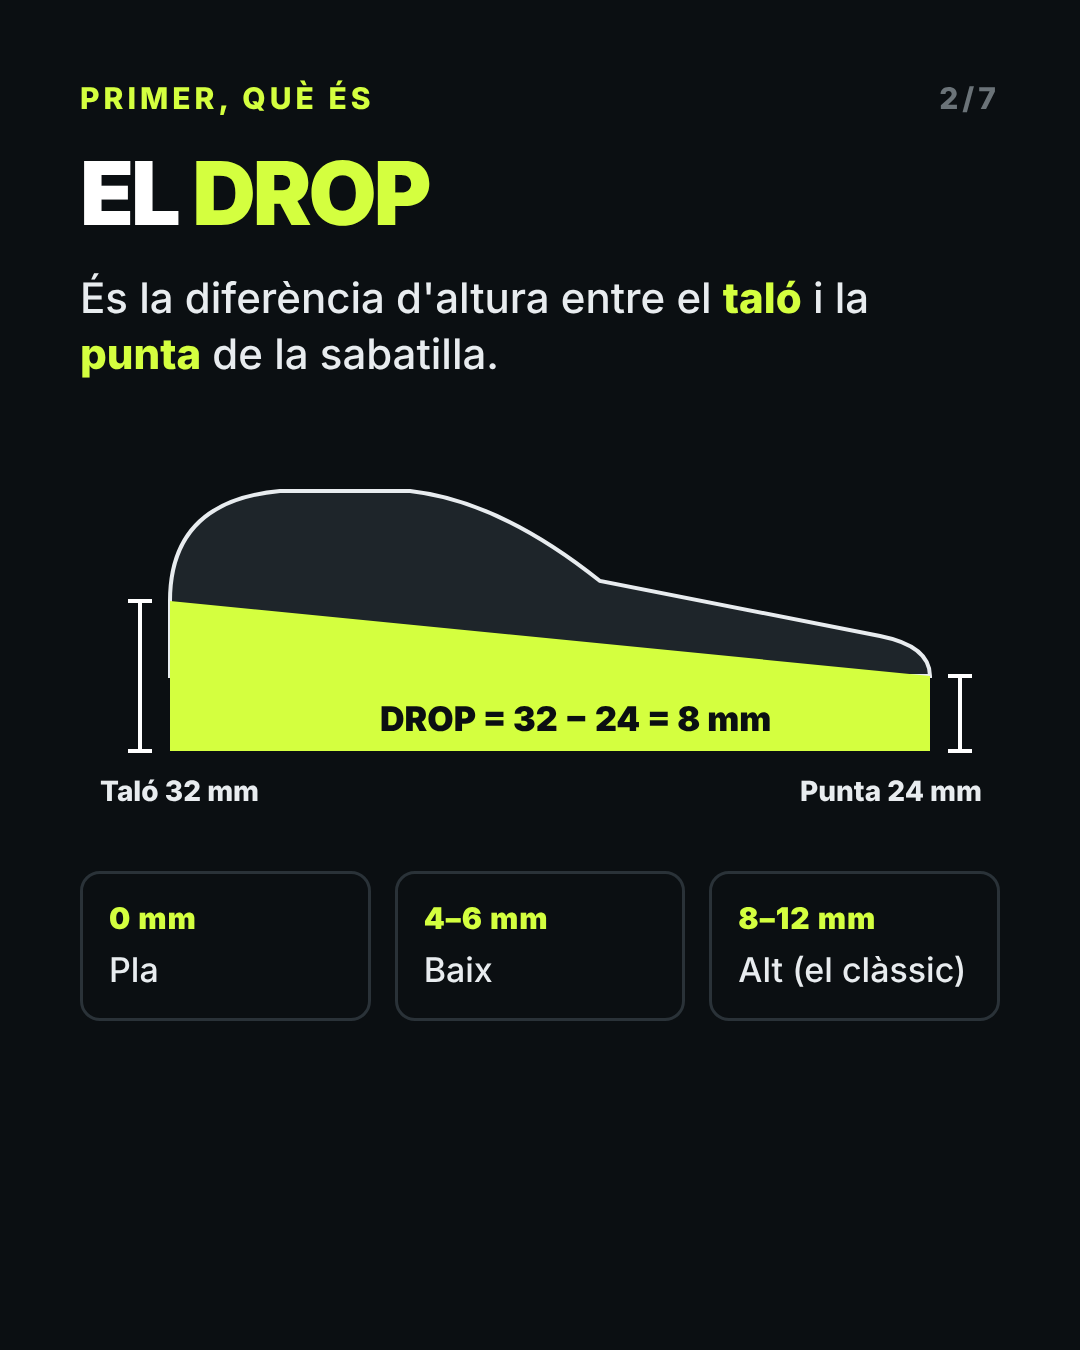 PRIMER, QUÈ ÉS
2/7
EL DROP
És la diferència d'altura entre el taló i la
punta de la sabatilla.
DROP = 32 − 24 = 8 mm
Taló 32 mm
Punta 24 mm
0 mm
Pla
4–6 mm
Baix
8–12 mm
Alt (el clàssic)